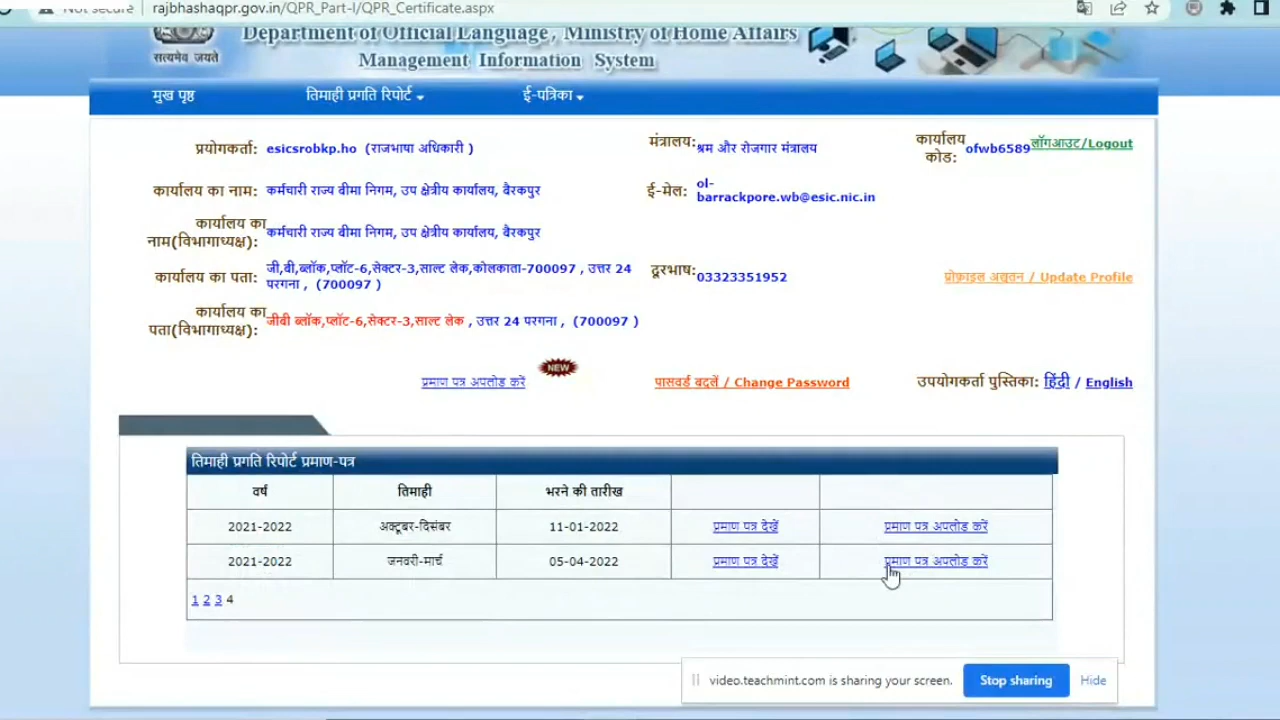 Not secure rajbhashaqpr.gov.in/QPR_Part-I/QPR_Certificate.aspx
सत्यमेव जयते
Department of Official Language, Ministry of Home Affairs
Management Information System
मुख पृष्ठ तिमाही प्रगति रिपोर्ट ई-पत्रिका
प्रयोगकर्ता: esicsrobkp.ho (राजभाषा अधिकारी ) मंत्रालय: श्रम और रोजगार मंत्रालय कार्यालय कोड: ofwb6589 लॉगआउट/Logout
कार्यालय का नाम: कर्मचारी राज्य बीमा निगम, उप क्षेत्रीय कार्यालय, बैरकपुर ई-मेल: ol-
barrackpore.wb@esic.nic.in
कार्यालय का
नाम(विभागाध्यक्ष): कर्मचारी राज्य बीमा निगम, उप क्षेत्रीय कार्यालय, बैरकपुर
कार्यालय का पता: जी,बी,ब्लॉक,प्लॉट-6,सेक्टर-3,साल्ट लेक,कोलकाता-700097 , उत्तर 24
परगना , (700097 ) दूरभाष: 03323351952 प्रोफ़ाइल अद्यतन / Update Profile
कार्यालय का
पता(विभागाध्यक्ष): जीबी ब्लॉक,प्लॉट-6,सेक्टर-3,साल्ट लेक , उत्तर 24 परगना , (700097 )
प्रमाण पत्र अपलोड करें NEW पासवर्ड बदलें / Change Password उपयोगकर्ता पुस्तिका: हिंदी / English
तिमाही प्रगति रिपोर्ट प्रमाण-पत्र
वर्ष तिमाही भरने की तारीख
2021-2022 अक्टूबर-दिसंबर 11-01-2022 प्रमाण पत्र देखें प्रमाण पत्र अपलोड करें
2021-2022 जनवरी-मार्च 05-04-2022 प्रमाण पत्र देखें प्रमाण पत्र अपलोड करें
1 2 3 4
video.teachmint.com is sharing your screen. Stop sharing Hide